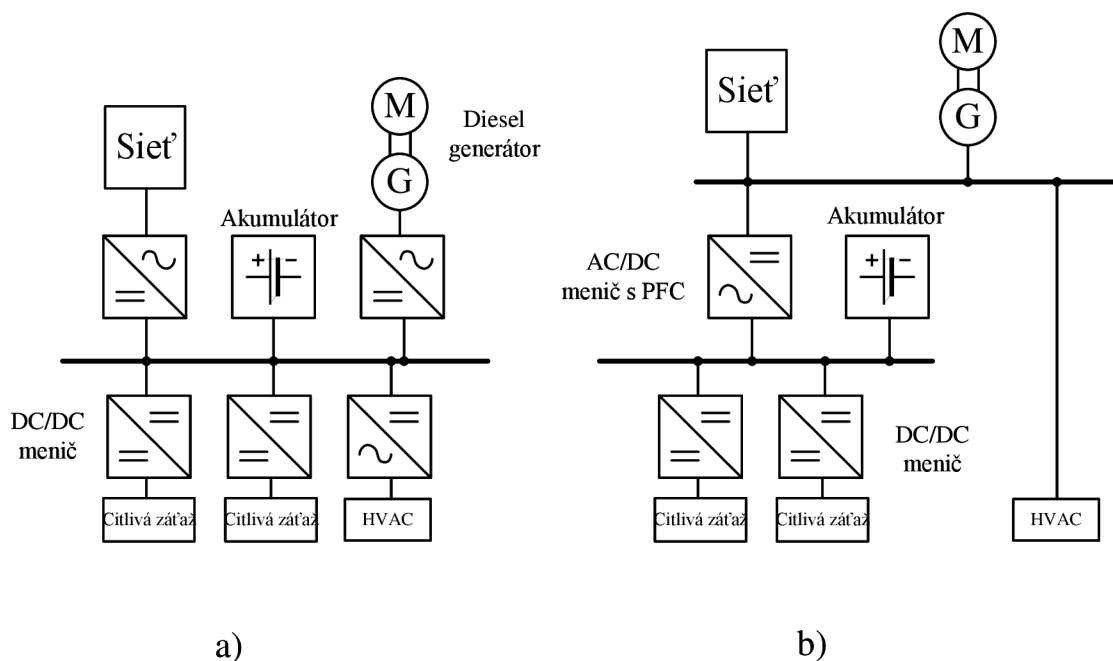 Sieť
M
G
Diesel
generátor
Akumulátor
+ -
DC/DC
menič
Citlivá záťaž
Citlivá záťaž
HVAC
a)
Sieť
M
G
AC/DC
menič s PFC
Akumulátor
+ -
DC/DC
menič
Citlivá záťaž
Citlivá záťaž
HVAC
b)